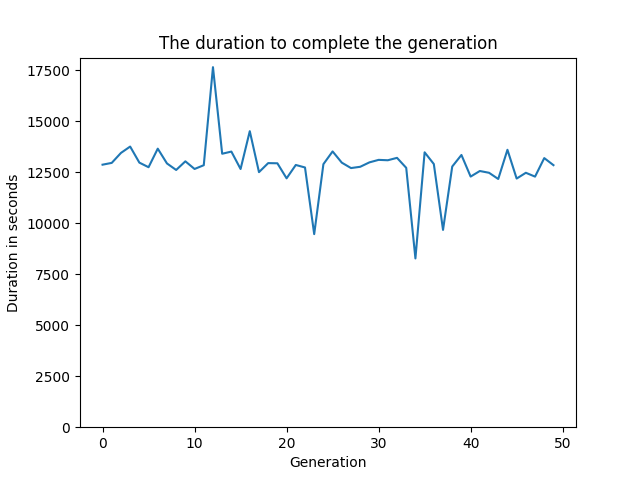 The duration to complete the generation
17500
15000
12500
10000
7500
5000
2500
0
Duration in seconds
0 10 20 30 40 50
Generation